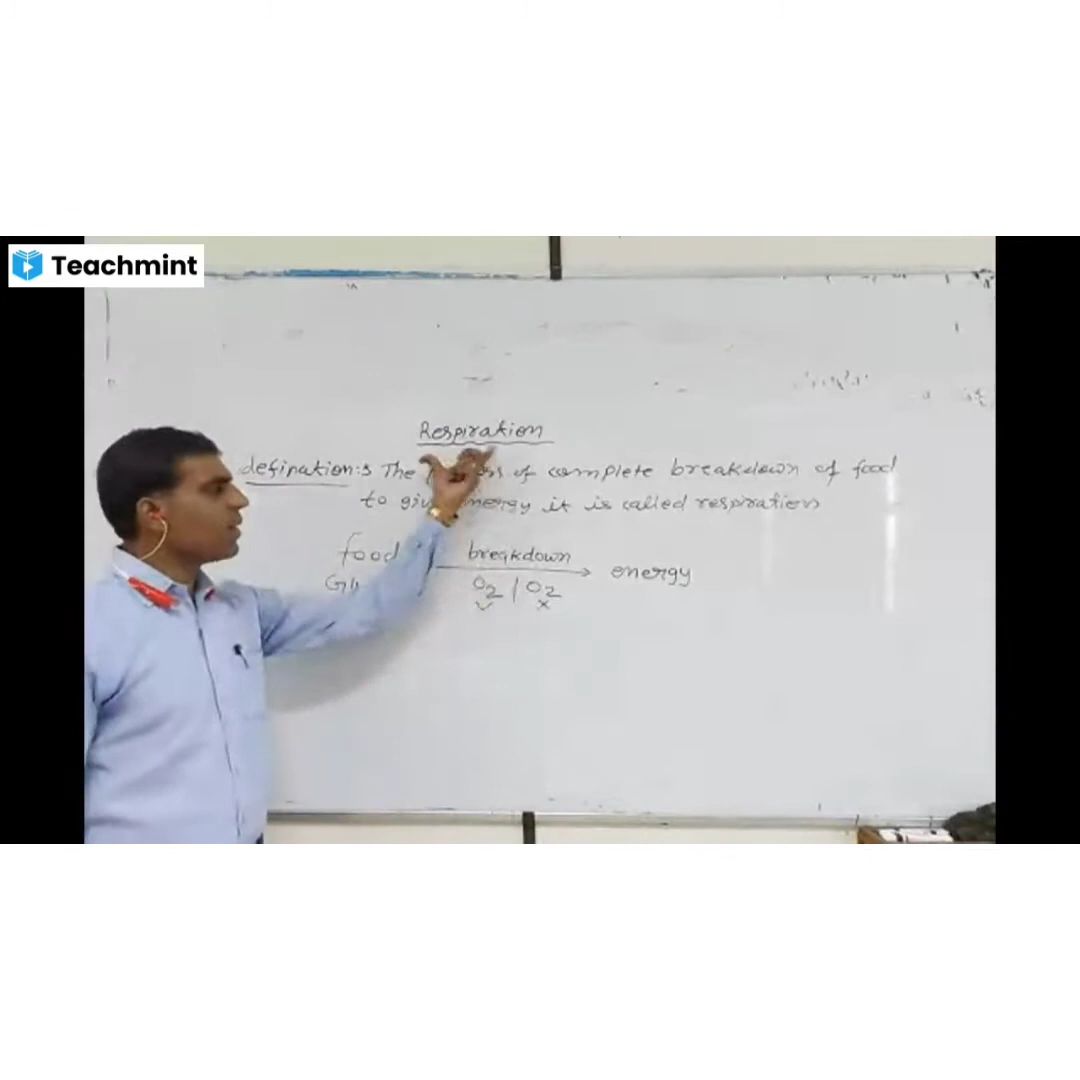 Teachmint
Respiration
defination:- The of complete breakdown of food
to energy it is called respiration
food breakdown energy
O2 / O2